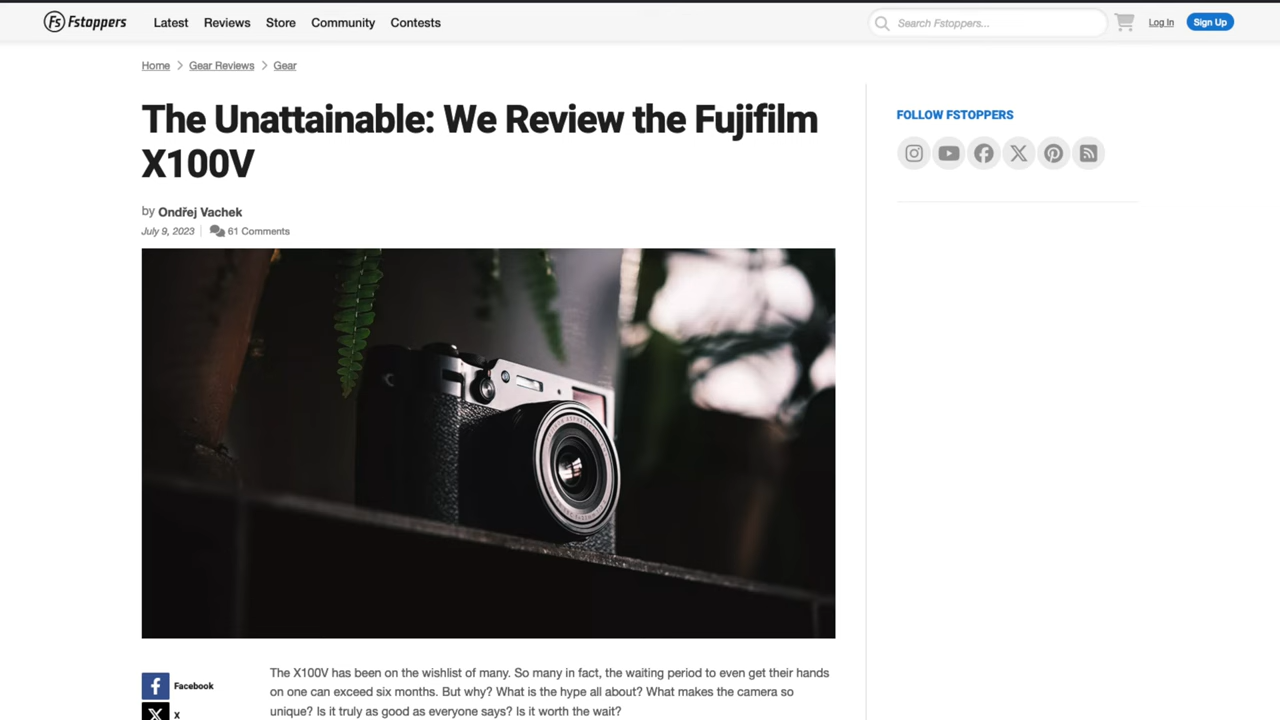 Fs Fstoppers Latest Reviews Store Community Contests Search Fstoppers... Log In Sign Up
Home > Gear Reviews > Gear
The Unattainable: We Review the Fujifilm
X100V
by Ondřej Vachek
July 9, 2023 61 Comments
FOLLOW FSTOPPERS
Facebook
X
The X100V has been on the wishlist of many. So many in fact, the waiting period to even get their hands
on one can exceed six months. But why? What is the hype all about? What makes the camera so
unique? Is it truly as good as everyone says? Is it worth the wait?